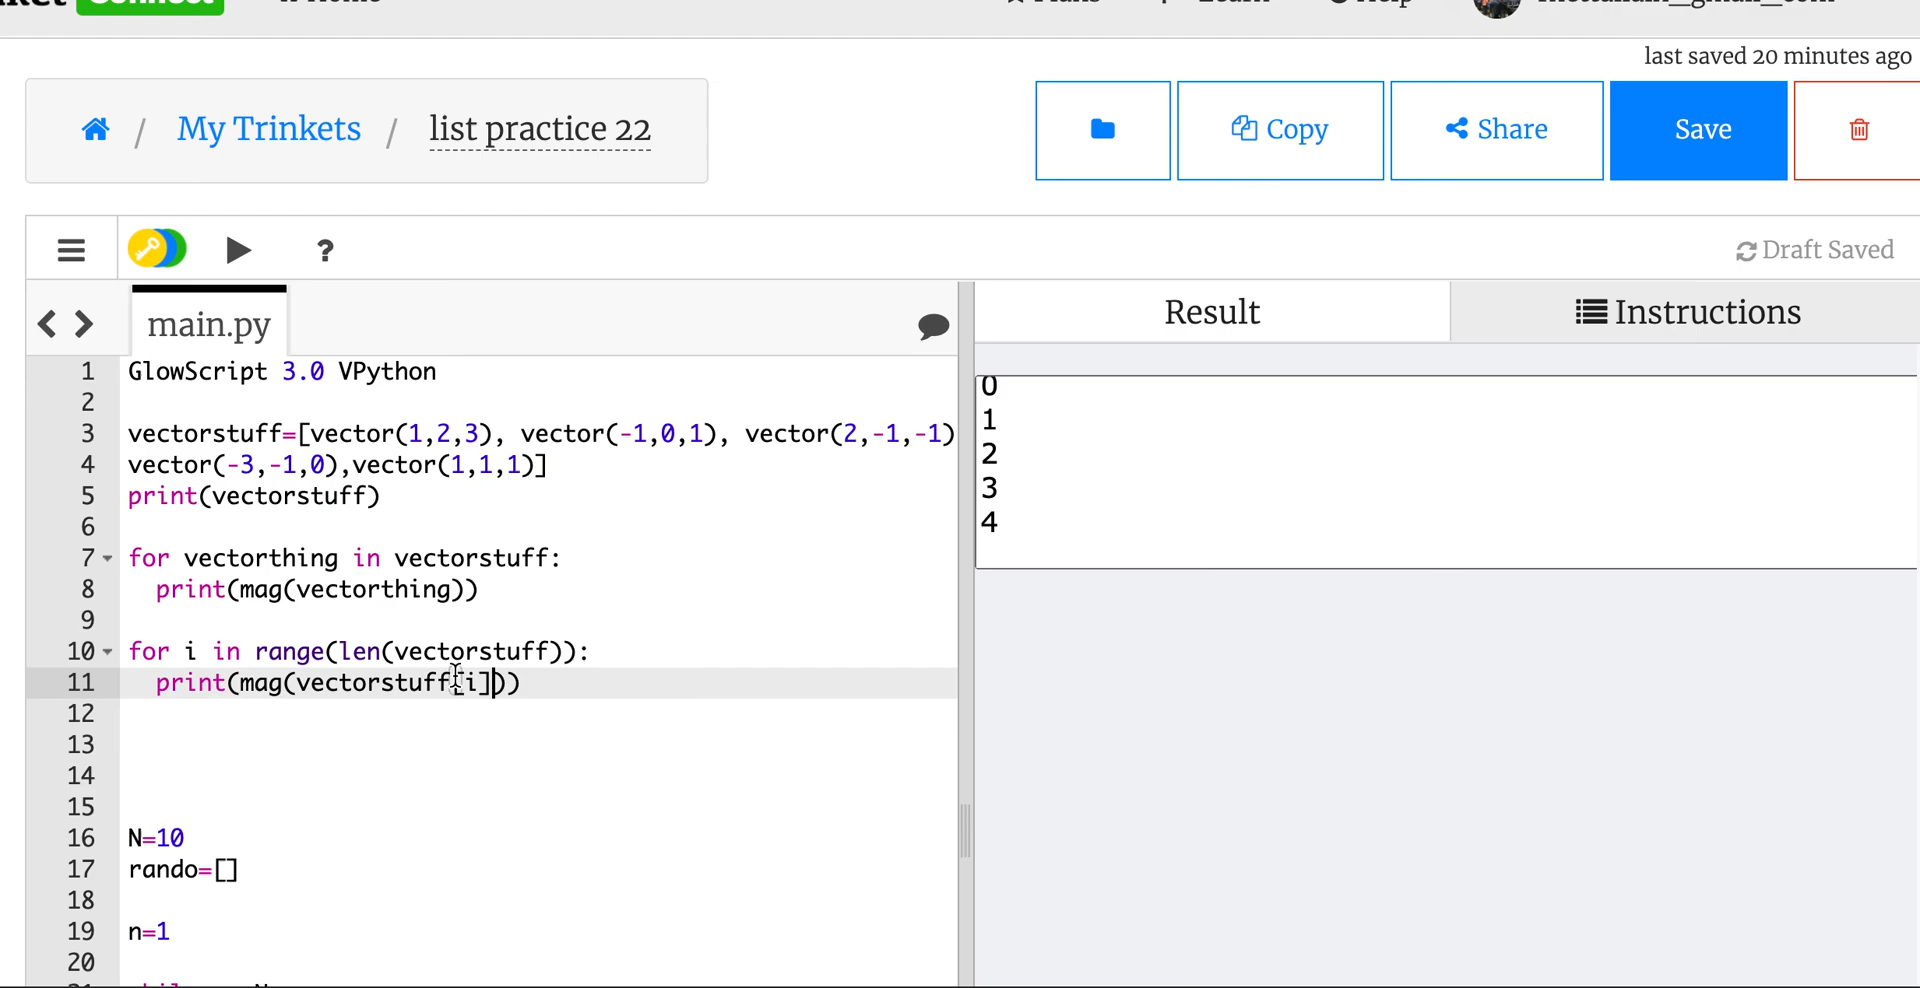 last saved 20 minutes ago
/ My Trinkets / list practice 22
Copy
Share
Save
?
Draft Saved
main.py
Result
Instructions
1 GlowScript 3.0 VPython
2
3 vectorstuff=[vector(1,2,3), vector(-1,0,1), vector(2,-1,-1)
4 vector(-3,-1,0),vector(1,1,1)]
5 print(vectorstuff)
6
7 for vectorthing in vectorstuff:
8 print(mag(vectorthing))
9
10 for i in range(len(vectorstuff)):
11 print(mag(vectorstuff[i]))
12
13
14
15
16 N=10
17 rando=[]
18
19 n=1
20
0
1
2
3
4